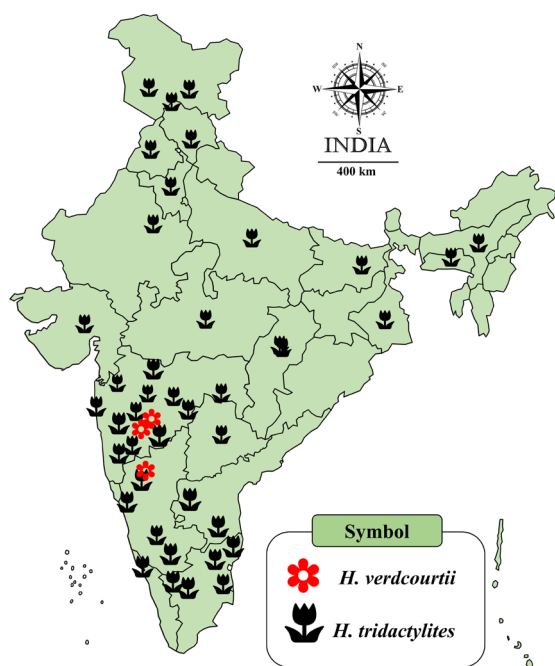 N
W E
S
INDIA
400 km
Symbol
H. verdcourtii
H. tridactylites